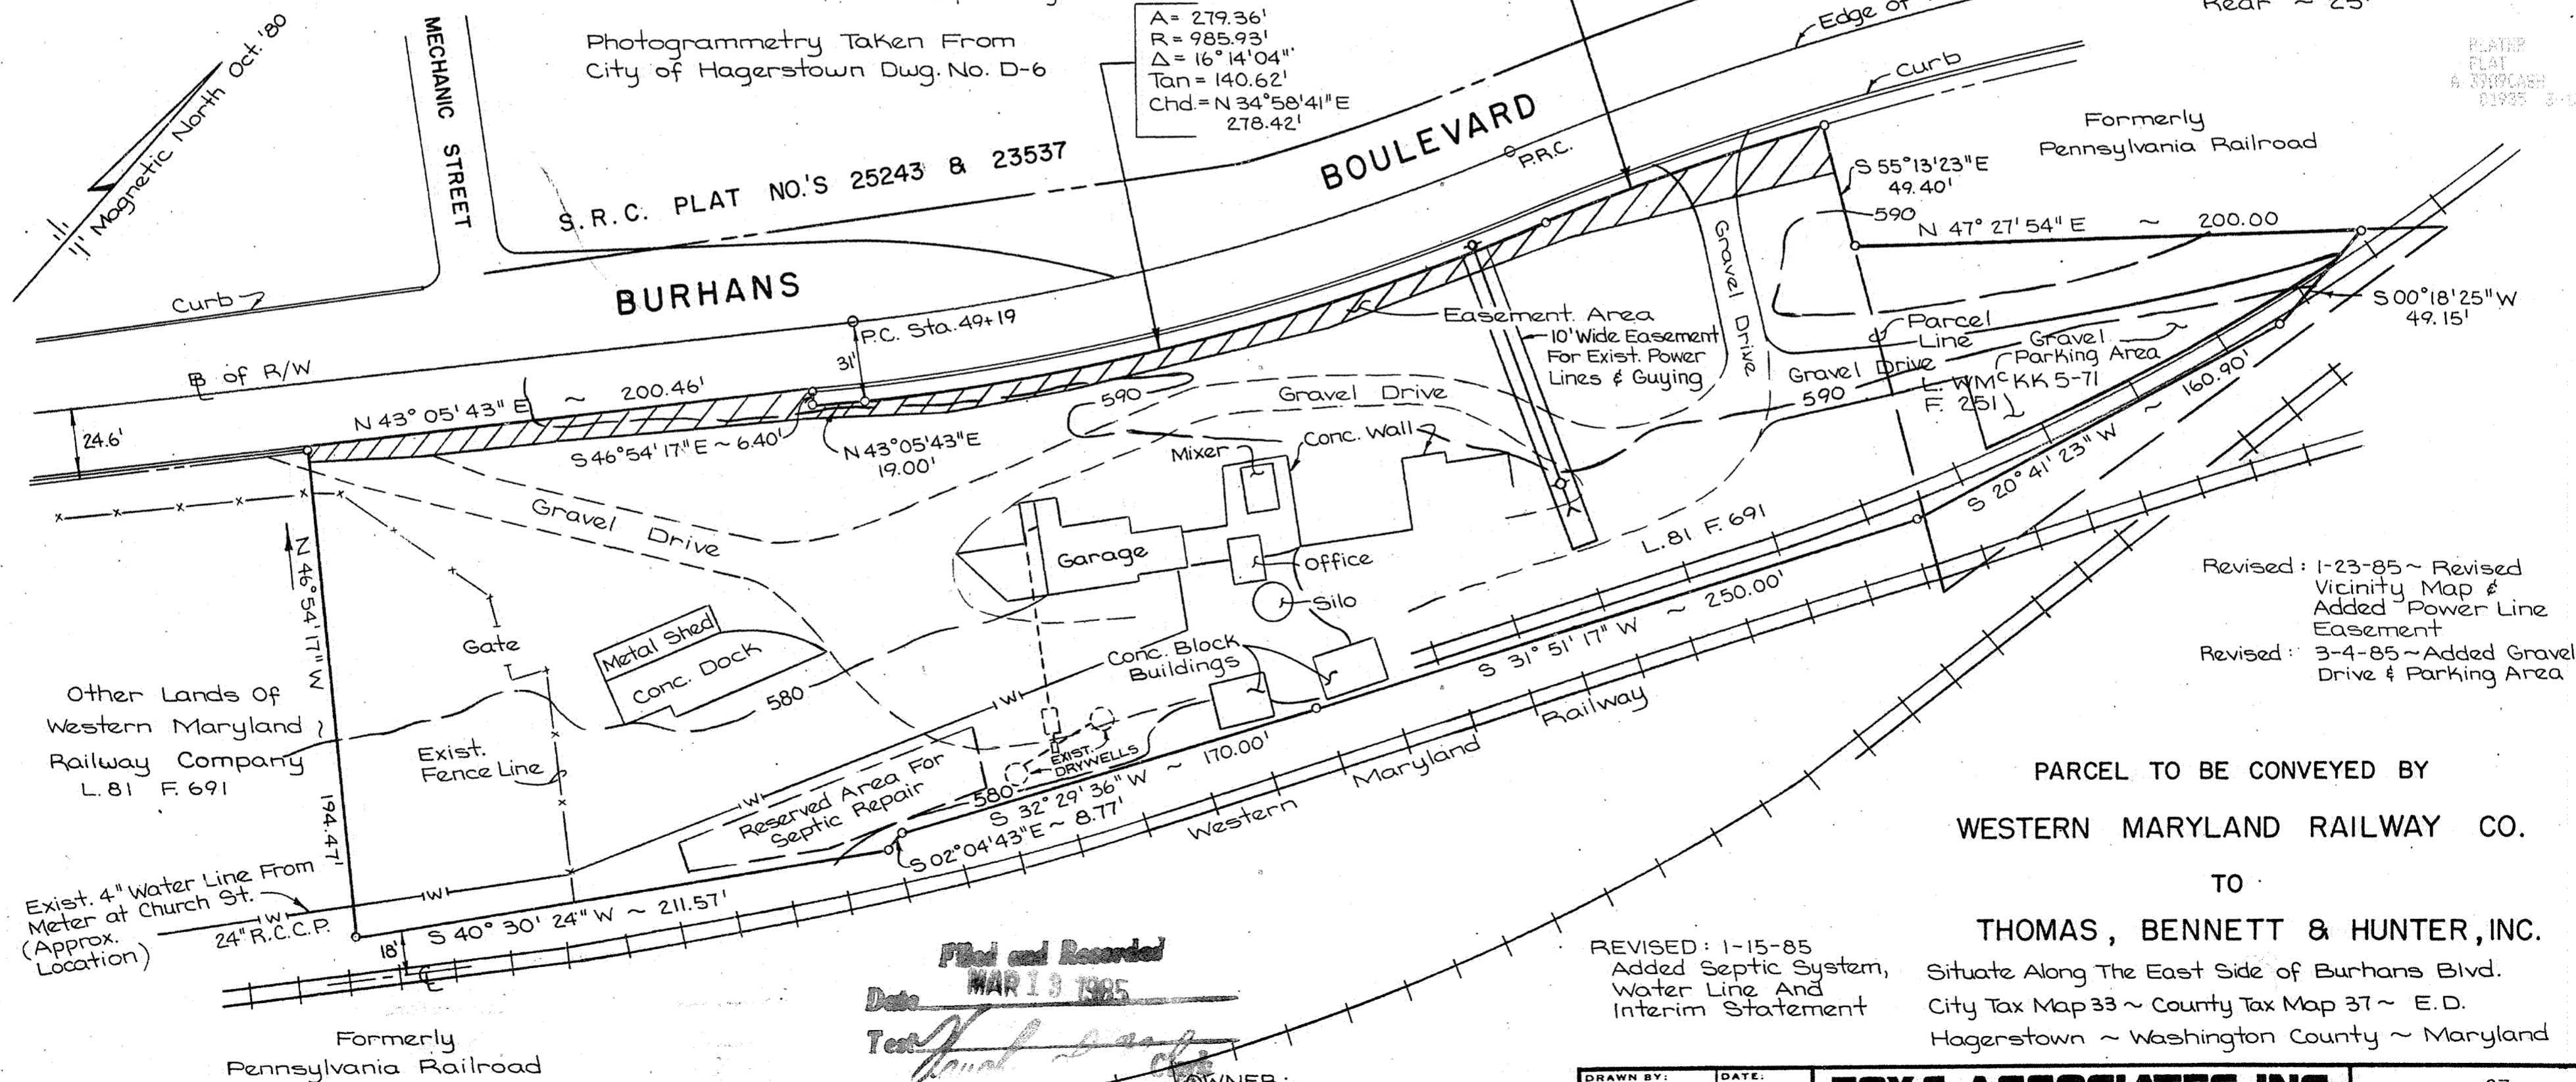 11' Magnetic North Oct. '80
MECHANIC STREET
Photogrammetry Taken From
City of Hagerstown Dwg. No. D-6
A= 279.36'
R= 985.93'
Δ= 16°14'04"
Tan = 140.62'
Chd.= N 34°58'41"E
278.42'
Edge of
Curb
Rear ~ 25'
Formerly
Pennsylvania Railroad
S.R.C. PLAT NO.'S 25243 & 23537
BURHANS BOULEVARD
P.R.C.
S 55°13'23"E
49.40'
590
N 47° 27' 54" E ~ 200.00
S 00°18'25" W
49.15'
Curb
P.C. Sta. 49+19
31'
℄ of R/W
24.6'
N 43° 05' 43" E ~ 200.46'
S 46°54'17"E ~ 6.40'
N 43°05'43"E
19.00'
Easement Area
10' Wide Easement
For Exist. Power
Lines & Guying
Gravel Drive
Parcel
Line
Gravel
Parking Area
Gravel Drive
L. WMcKK 5-71
F. 251
590
590
Gravel Drive
Conc. Wall
Mixer
Gravel Drive
Garage
Office
Silo
L. 81 F. 691
S 20° 41' 23" W ~ 160.90'
S 31° 51' 17" W ~ 250.00'
N 46° 54' 17" W
194.47'
Gate
Metal Shed
Conc. Dock
580
Conc. Block
Buildings
Other Lands Of
Western Maryland
Railway Company
L. 81 F. 691
Exist.
Fence Line
W
W
Reserved Area For
Septic Repair
EXIST.
DRYWELLS
580
S 32° 29' 36" W ~ 170.00'
S 02°04'43"E ~ 8.77'
Western Maryland Railway
Exist. 4" Water Line From
Meter at Church St.
(Approx.
Location)
W
W
24" R.C.C.P.
S 40° 30' 24" W ~ 211.57'
18'
℄
Formerly
Pennsylvania Railroad
Filed and Recorded
Date MAR 13 1985
Test
Revised: 1-23-85 ~ Revised
Vicinity Map &
Added Power Line
Easement
Revised: 3-4-85 ~ Added Gravel
Drive & Parking Area
REVISED: 1-15-85
Added Septic System,
Water Line And
Interim Statement
PARCEL TO BE CONVEYED BY
WESTERN MARYLAND RAILWAY CO.
TO
THOMAS, BENNETT & HUNTER, INC.
Situate Along The East Side of Burhans Blvd.
City Tax Map 33 ~ County Tax Map 37 ~ E.D.
Hagerstown ~ Washington County ~ Maryland
OWNER:
DRAWN BY:
DATE: